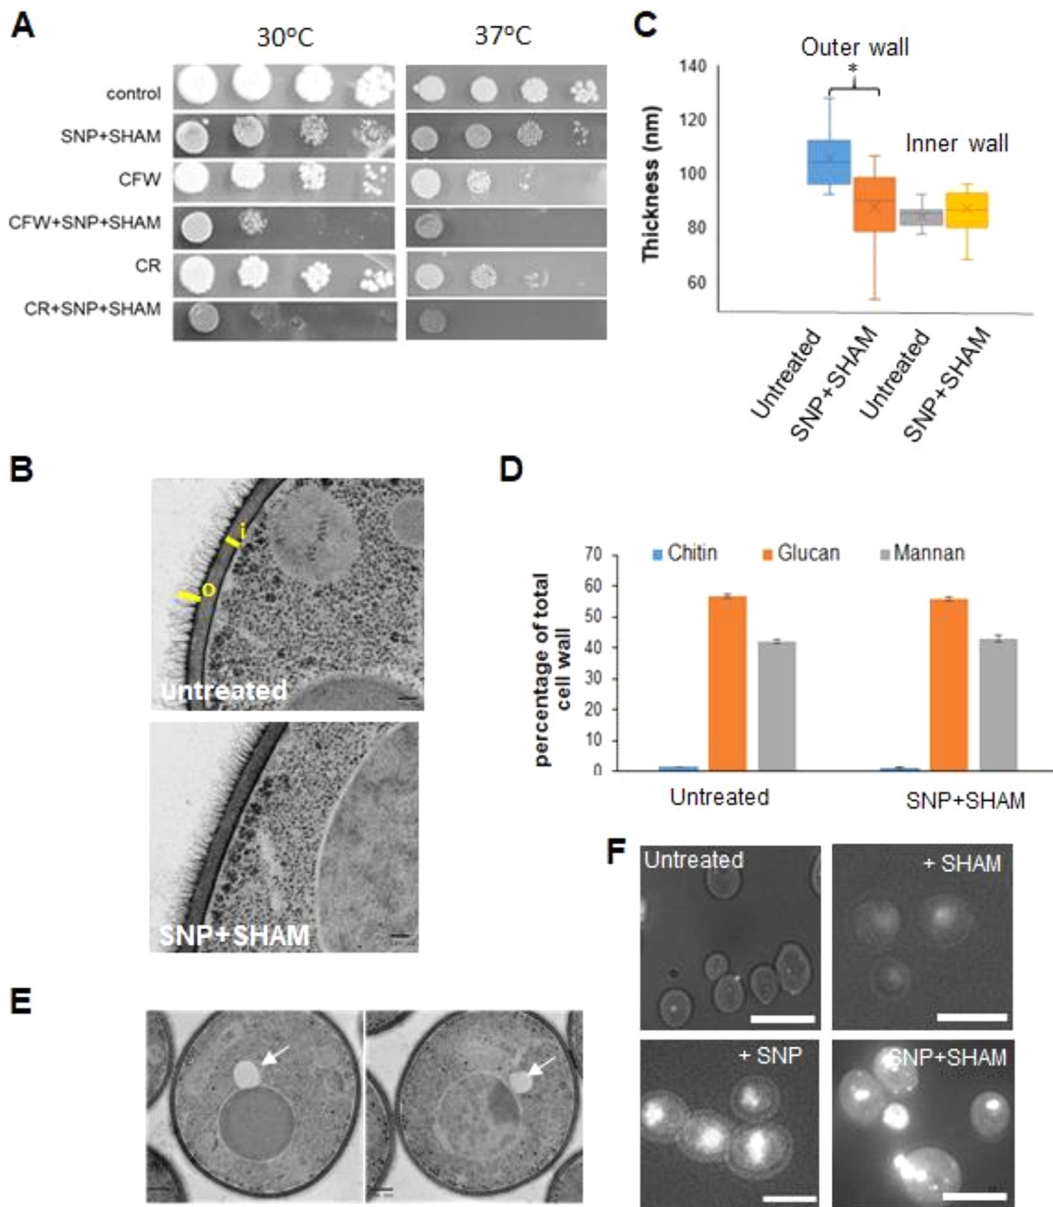 A
30°C
37°C
control
SNP+SHAM
CFW
CFW+SNP+SHAM
CR
CR+SNP+SHAM
C
Outer wall
*
Inner wall
Thickness (nm)
140
120
100
80
60
Untreated
SNP+SHAM
Untreated
SNP+SHAM
B
i
o
untreated
SNP+SHAM
D
percentage of total
cell wall
70
60
50
40
30
20
10
0
Chitin
Glucan
Mannan
Untreated
SNP+SHAM
E
F
Untreated
+ SHAM
+ SNP
SNP+SHAM